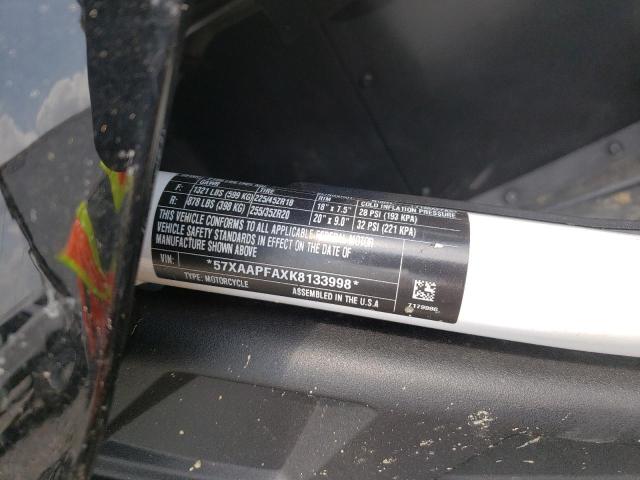 GAWR TIRE RIM COLD INFLATION PRESSURE
F: 1321 LBS (599 KG) 225/45ZR18 18" x 7.5" 28 PSI (193 KPA)
R: 878 LBS (398 KG) 255/35ZR20 20" x 9.0" 32 PSI (221 KPA)
THIS VEHICLE CONFORMS TO ALL APPLICABLE FEDERAL MOTOR
VEHICLE SAFETY STANDARDS IN EFFECT ON THE DATE OF
MANUFACTURE SHOWN ABOVE
VIN: *57XAAPFAXK8133998*
TYPE: MOTORCYCLE ASSEMBLED IN THE U.S.A
7179986